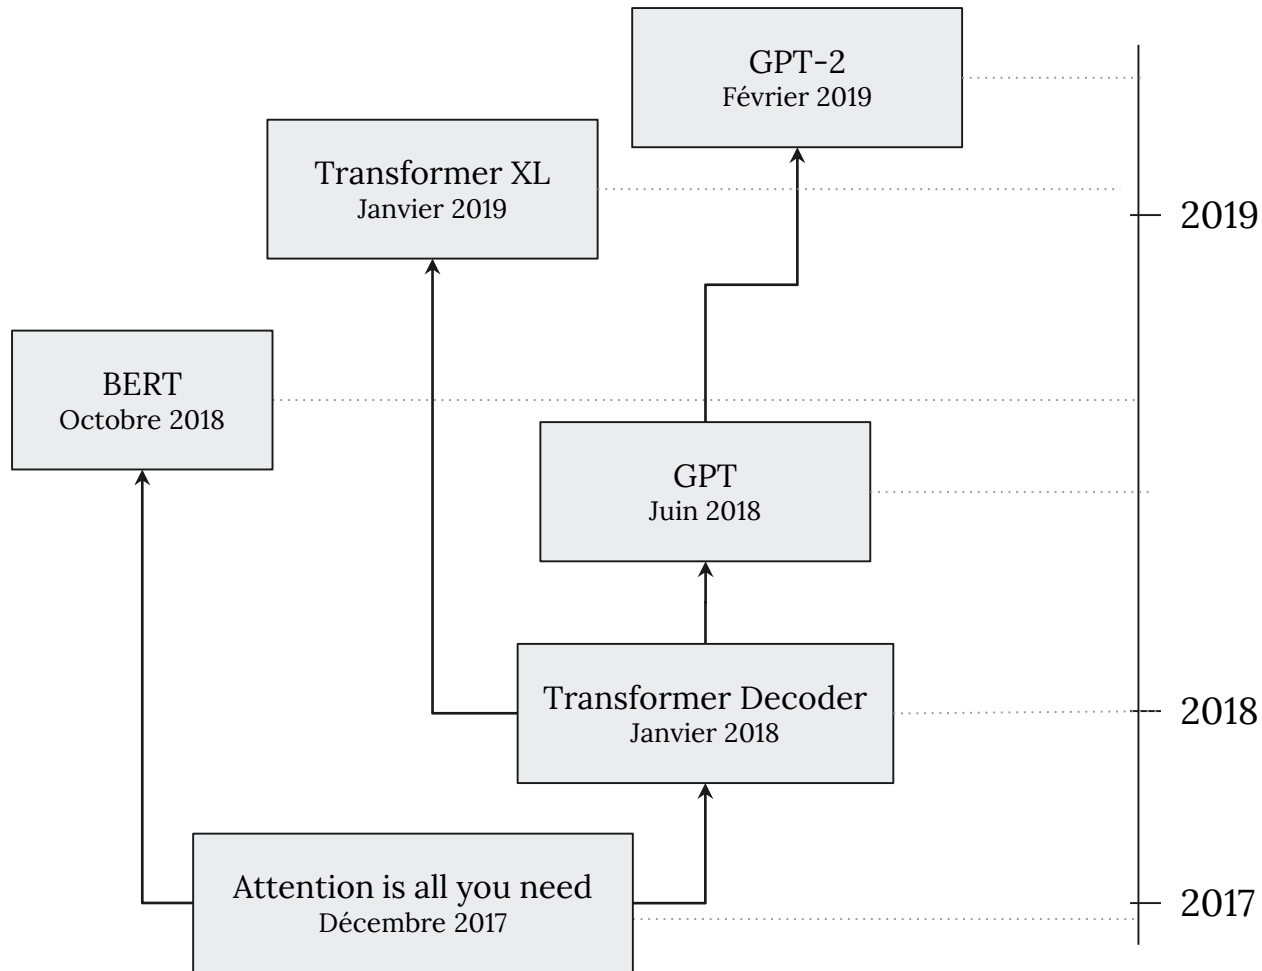 GPT-2
Février 2019
Transformer XL
Janvier 2019
2019
BERT
Octobre 2018
GPT
Juin 2018
Transformer Decoder
Janvier 2018
2018
Attention is all you need
Décembre 2017
2017